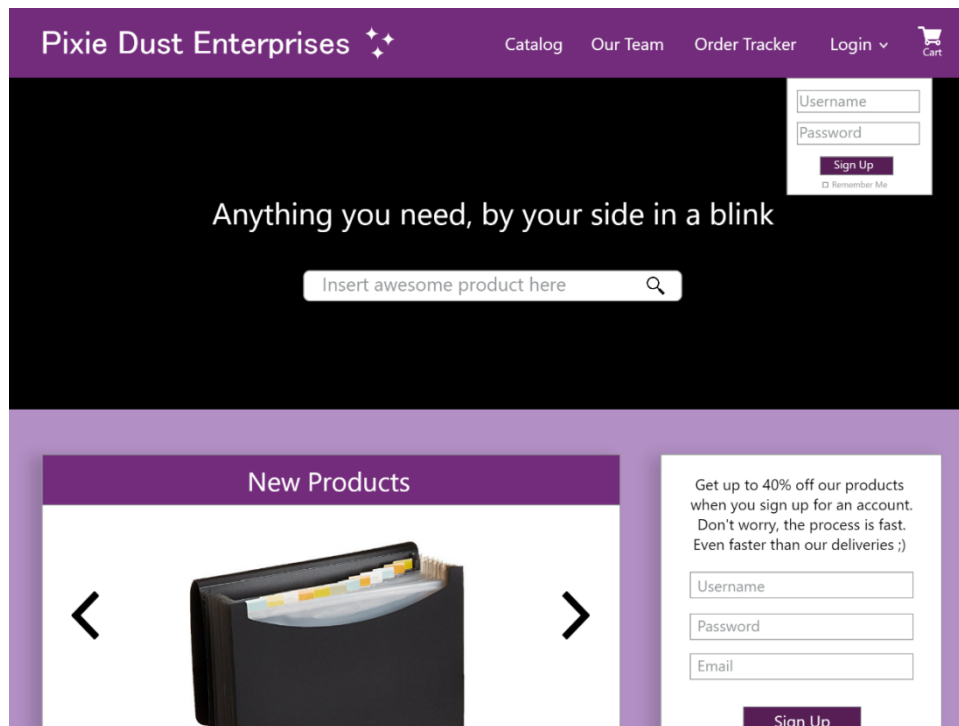 Pixie Dust Enterprises
Catalog
Our Team
Order Tracker
Login
Cart
Username
Password
Sign Up
Remember Me
Anything you need, by your side in a blink
Insert awesome product here
New Products
Get up to 40% off our products
when you sign up for an account.
Don't worry, the process is fast.
Even faster than our deliveries ;)
Username
Password
Email
Sign Up